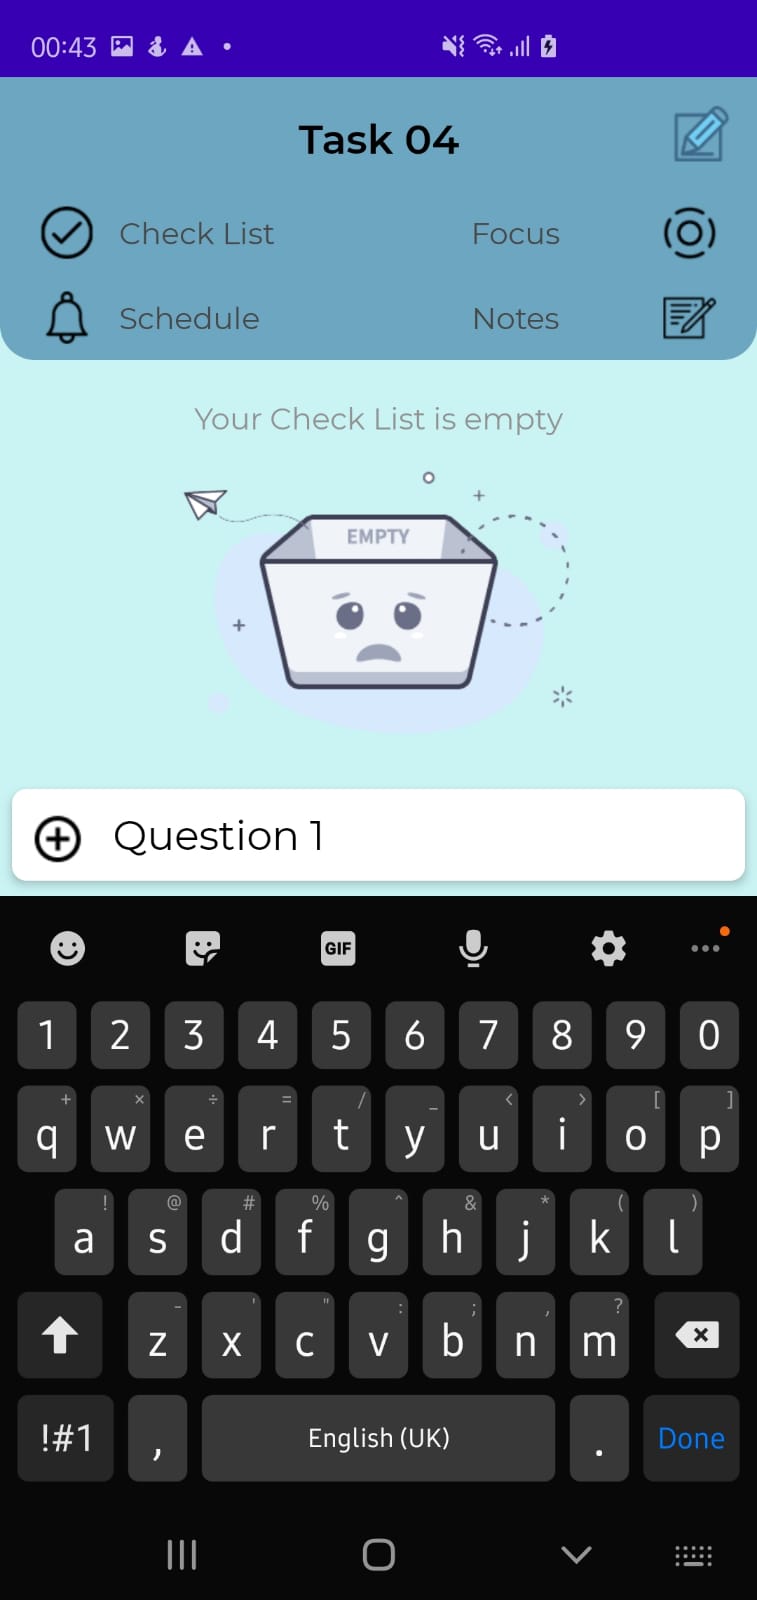 00:43
Task 04
Check List Focus
Schedule Notes
Your Check List is empty
EMPTY
Question 1
GIF
1 2 3 4 5 6 7 8 9 0
+ × ÷ = / _ < > [ ]
q w e r t y u i o p
! @ # % ^ & * ( )
a s d f g h j k l
- ' " : ; , ?
z x c v b n m
!#1 , English (UK) . Done